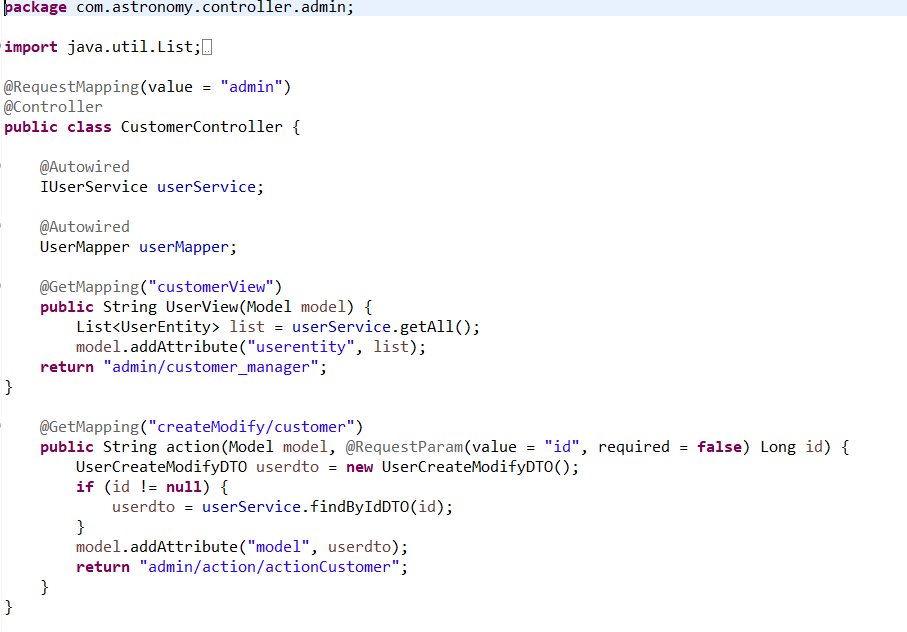 package com.astronomy.controller.admin;
import java.util.List;
@RequestMapping(value = "admin")
@Controller
public class CustomerController {
@Autowired
IUserService userService;
@Autowired
UserMapper userMapper;
@GetMapping("customerView")
public String UserView(Model model) {
List<UserEntity> list = userService.getAll();
model.addAttribute("userentity", list);
return "admin/customer_manager";
}
@GetMapping("createModify/customer")
public String action(Model model, @RequestParam(value = "id", required = false) Long id) {
UserCreateModifyDTO userdto = new UserCreateModifyDTO();
if (id != null) {
userdto = userService.findByIdDTO(id);
}
model.addAttribute("model", userdto);
return "admin/action/actionCustomer";
}
}